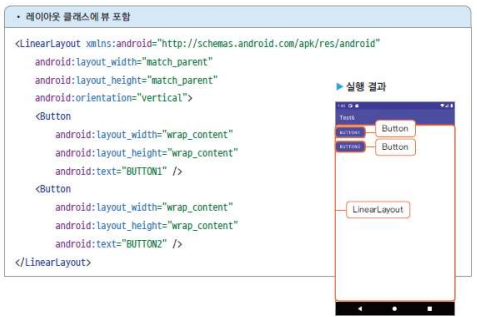 • 레이아웃 클래스에 뷰 포함
<LinearLayout xmlns:android="http://schemas.android.com/apk/res/android"
android:layout_width="match_parent"
android:layout_height="match_parent"
android:orientation="vertical">
<Button
android:layout_width="wrap_content"
android:layout_height="wrap_content"
android:text="BUTTON1" />
<Button
android:layout_width="wrap_content"
android:layout_height="wrap_content"
android:text="BUTTON2" />
</LinearLayout>
▶ 실행 결과
BUTTON1
Button
BUTTON2
Button
LinearLayout